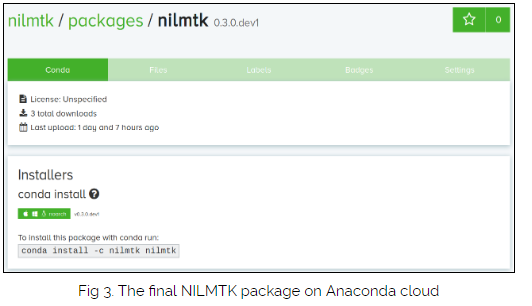 nilmtk / packages / nilmtk 0.3.0.dev1
0
Conda Files Labels Badges Settings
License: Unspecified
3 total downloads
Last upload: 1 day and 7 hours ago
Installers
conda install
noarch v0.3.0.dev1
To install this package with conda run:
conda install -c nilmtk nilmtk
Fig 3. The final NILMTK package on Anaconda cloud